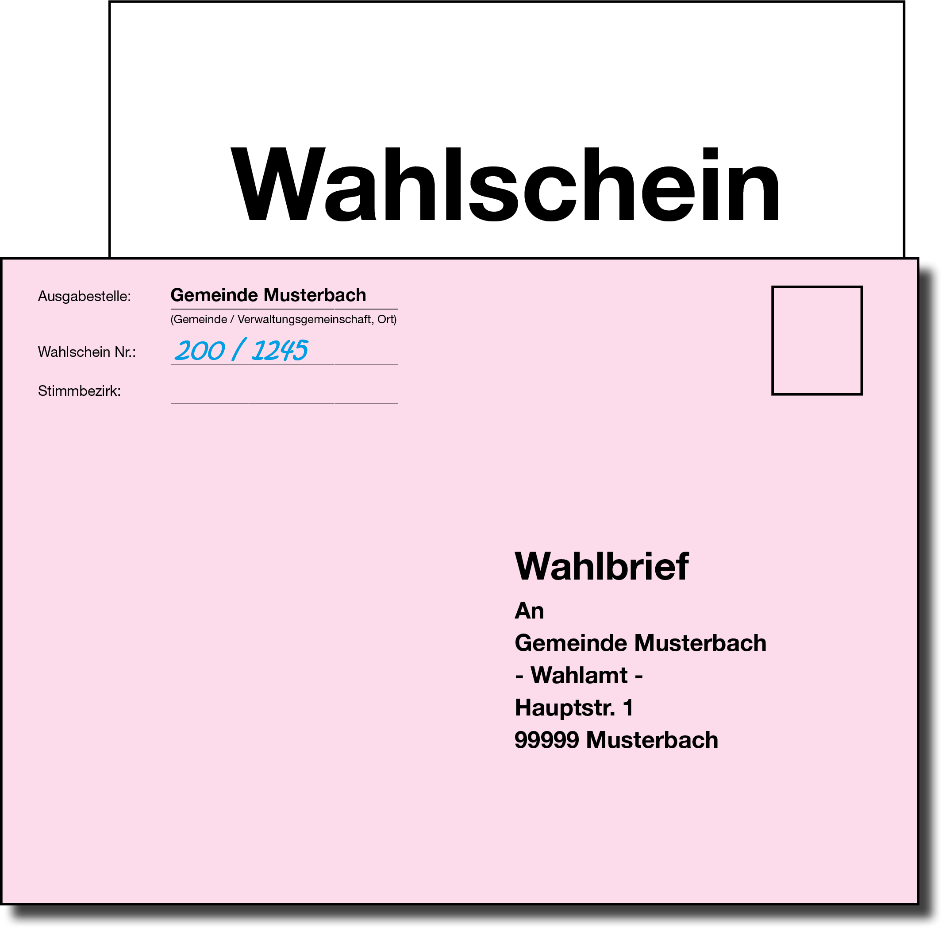 Wahlschein
Ausgabestelle: Gemeinde Musterbach
(Gemeinde / Verwaltungsgemeinschaft, Ort)
Wahlschein Nr.: 200 / 1245
Stimmbezirk:
Wahlbrief
An
Gemeinde Musterbach
- Wahlamt -
Hauptstr. 1
99999 Musterbach